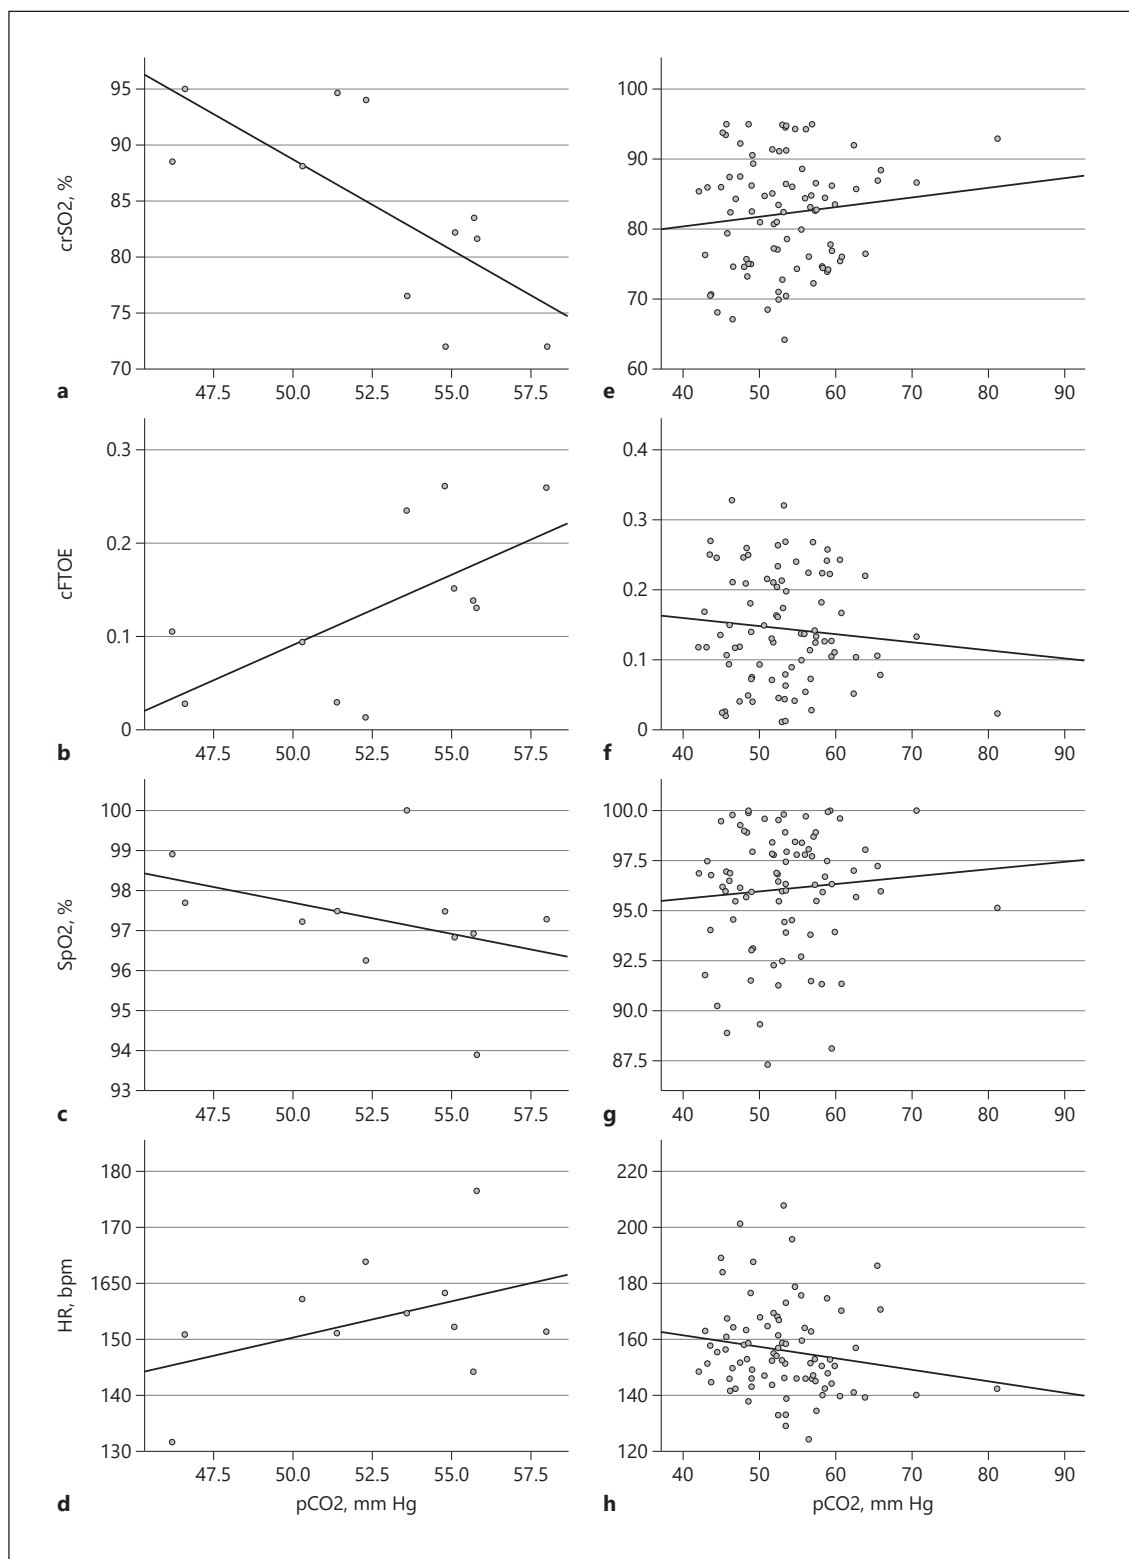 95
90
85
80
75
70
crSO2, %
47.5 50.0 52.5 55.0 57.5
a
100
90
80
70
60
40 50 60 70 80 90
e
0.3
0.2
0.1
0
cFTOE
47.5 50.0 52.5 55.0 57.5
b
0.4
0.3
0.2
0.1
0
40 50 60 70 80 90
f
100
99
98
97
96
95
94
93
SpO2, %
47.5 50.0 52.5 55.0 57.5
c
100.0
97.5
95.0
92.5
90.0
87.5
40 50 60 70 80 90
g
180
170
1650
150
140
130
HR, bpm
47.5 50.0 52.5 55.0 57.5
pCO2, mm Hg
d
220
200
180
160
140
120
40 50 60 70 80 90
pCO2, mm Hg
h